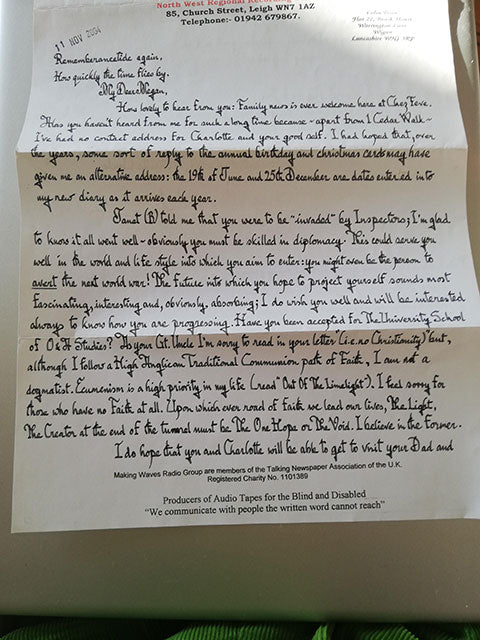 North West Regional Recording
85, Church Street, Leigh WN7 1AZ
Telephone:- 01942 679867.
Wigan
11 NOV 2004
Rememberancetide again,
How quickly the time flies by.
My Deer Megan,
How lovely to hear from you: Family news is ever welcome here at Chez Feve.
Alas you haven't heard from me for such a long time because ~ apart from 1 Cedar Walk ~
I've had no contact address for Charlotte and your good self. I had hoped that, over
the years, some sort of reply to the annual birthday and christmas cards may have
given me an alternative address: the 19th of June and 25th December are dates entered into
my new diary as it arrives each year.
Janet (B) told me that you were to be "invaded" by Inspectors; I'm glad
to know it all went well ~ obviously you must be skilled in diplomacy. This could serve you
well in the world and life style into which you aim to enter: you might even be the person to
avert the next world war! The future into which you hope to project yourself sounds most
fascinating, interesting and, obviously, absorbing; I do wish you well and will be interested
always to know how you are progressing. Have you been accepted for The University School
of O & A Studies? As your Gt. Uncle I'm sorry to read in your letter "(i.e. no Christianity)" but,
although I follow a High Anglican Traditional Communion path of Faith, I am not a
dogmatist. Ecumenism is a high priority in my life (read "Out Of The Limelight). I feel sorry for
those who have no Faith at all. Upon which ever road of faith we lead our lives, The Light,
The Creator at the end of the tunnel must be The One Hope or The Void. I believe in the Former.
I do hope that you and Charlotte will be able to get to visit your Dad and
Making Waves Radio Group are members of the Talking Newspaper Association of the U.K.
Registered Charity No. 1101389
Producers of Audio Tapes for the Blind and Disabled
"We communicate with people the written word cannot reach"